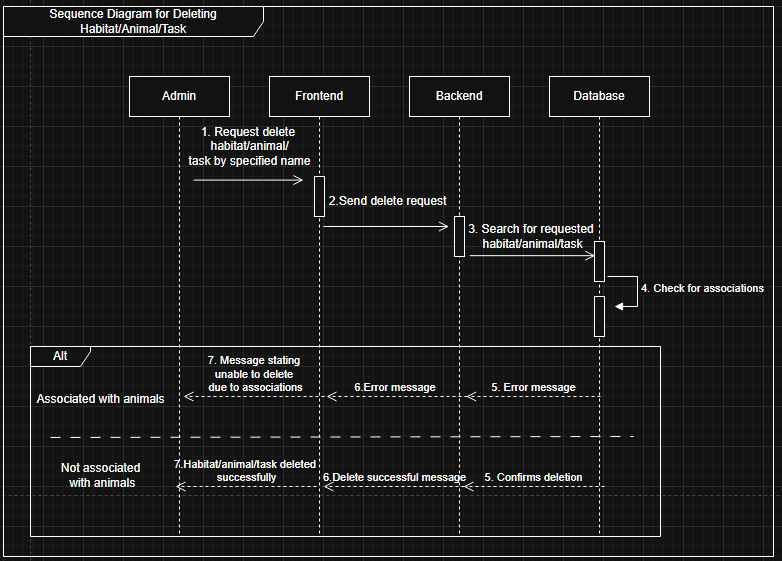 Sequence Diagram for Deleting
Habitat/Animal/Task
Admin
Frontend
Backend
Database
1. Request delete
habitat/animal/
task by specified name
2.Send delete request
3. Search for requested
habitat/animal/task
4. Check for associations
Alt
Associated with animals
7. Message stating
unable to delete
due to associations
6.Error message
5. Error message
Not associated
with animals
7.Habitat/animal/task deleted
successfully
6.Delete successful message
5. Confirms deletion